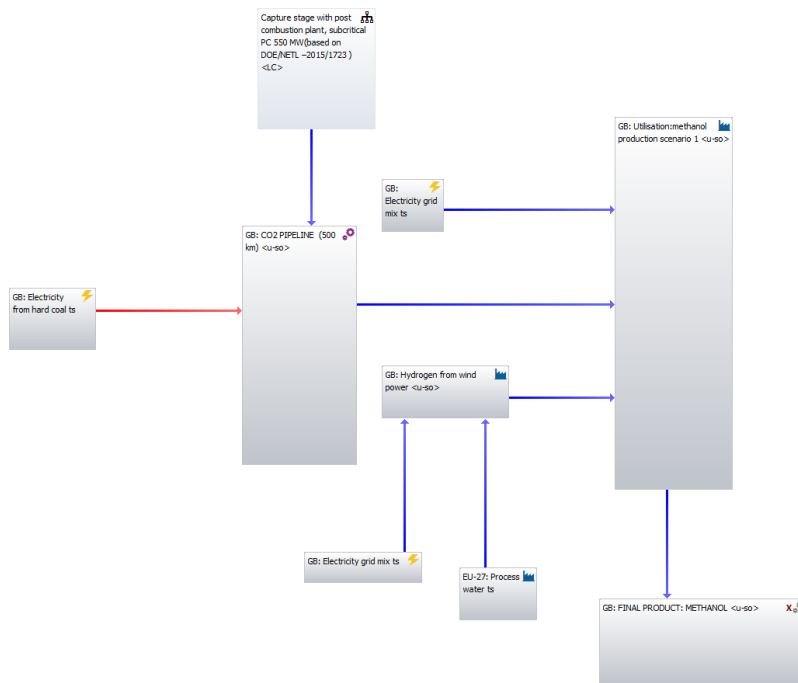 Capture stage with post
combustion plant, subcritical
PC 550 MW(based on
DOE/NETL –2015/1723 )
<LC>
GB: Utilisation:methanol
production scenario 1 <u-so>
GB:
Electricity grid
mix ts
GB: CO2 PIPELINE (500
km) <u-so>
GB: Electricity
from hard coal ts
GB: Hydrogen from wind
power <u-so>
GB: Electricity grid mix ts
EU-27: Process
water ts
GB: FINAL PRODUCT: METHANOL <u-so>
X